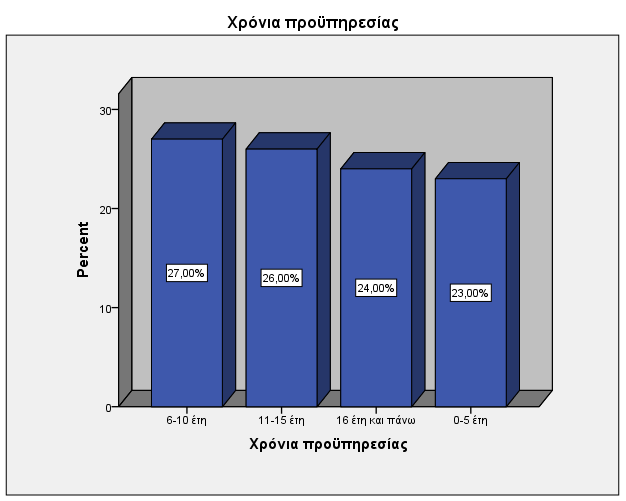 Χρόνια προϋπηρεσίας
Percent
30
20
10
0
27,00%
26,00%
24,00%
23,00%
6-10 έτη
11-15 έτη
16 έτη και πάνω
0-5 έτη
Χρόνια προϋπηρεσίας